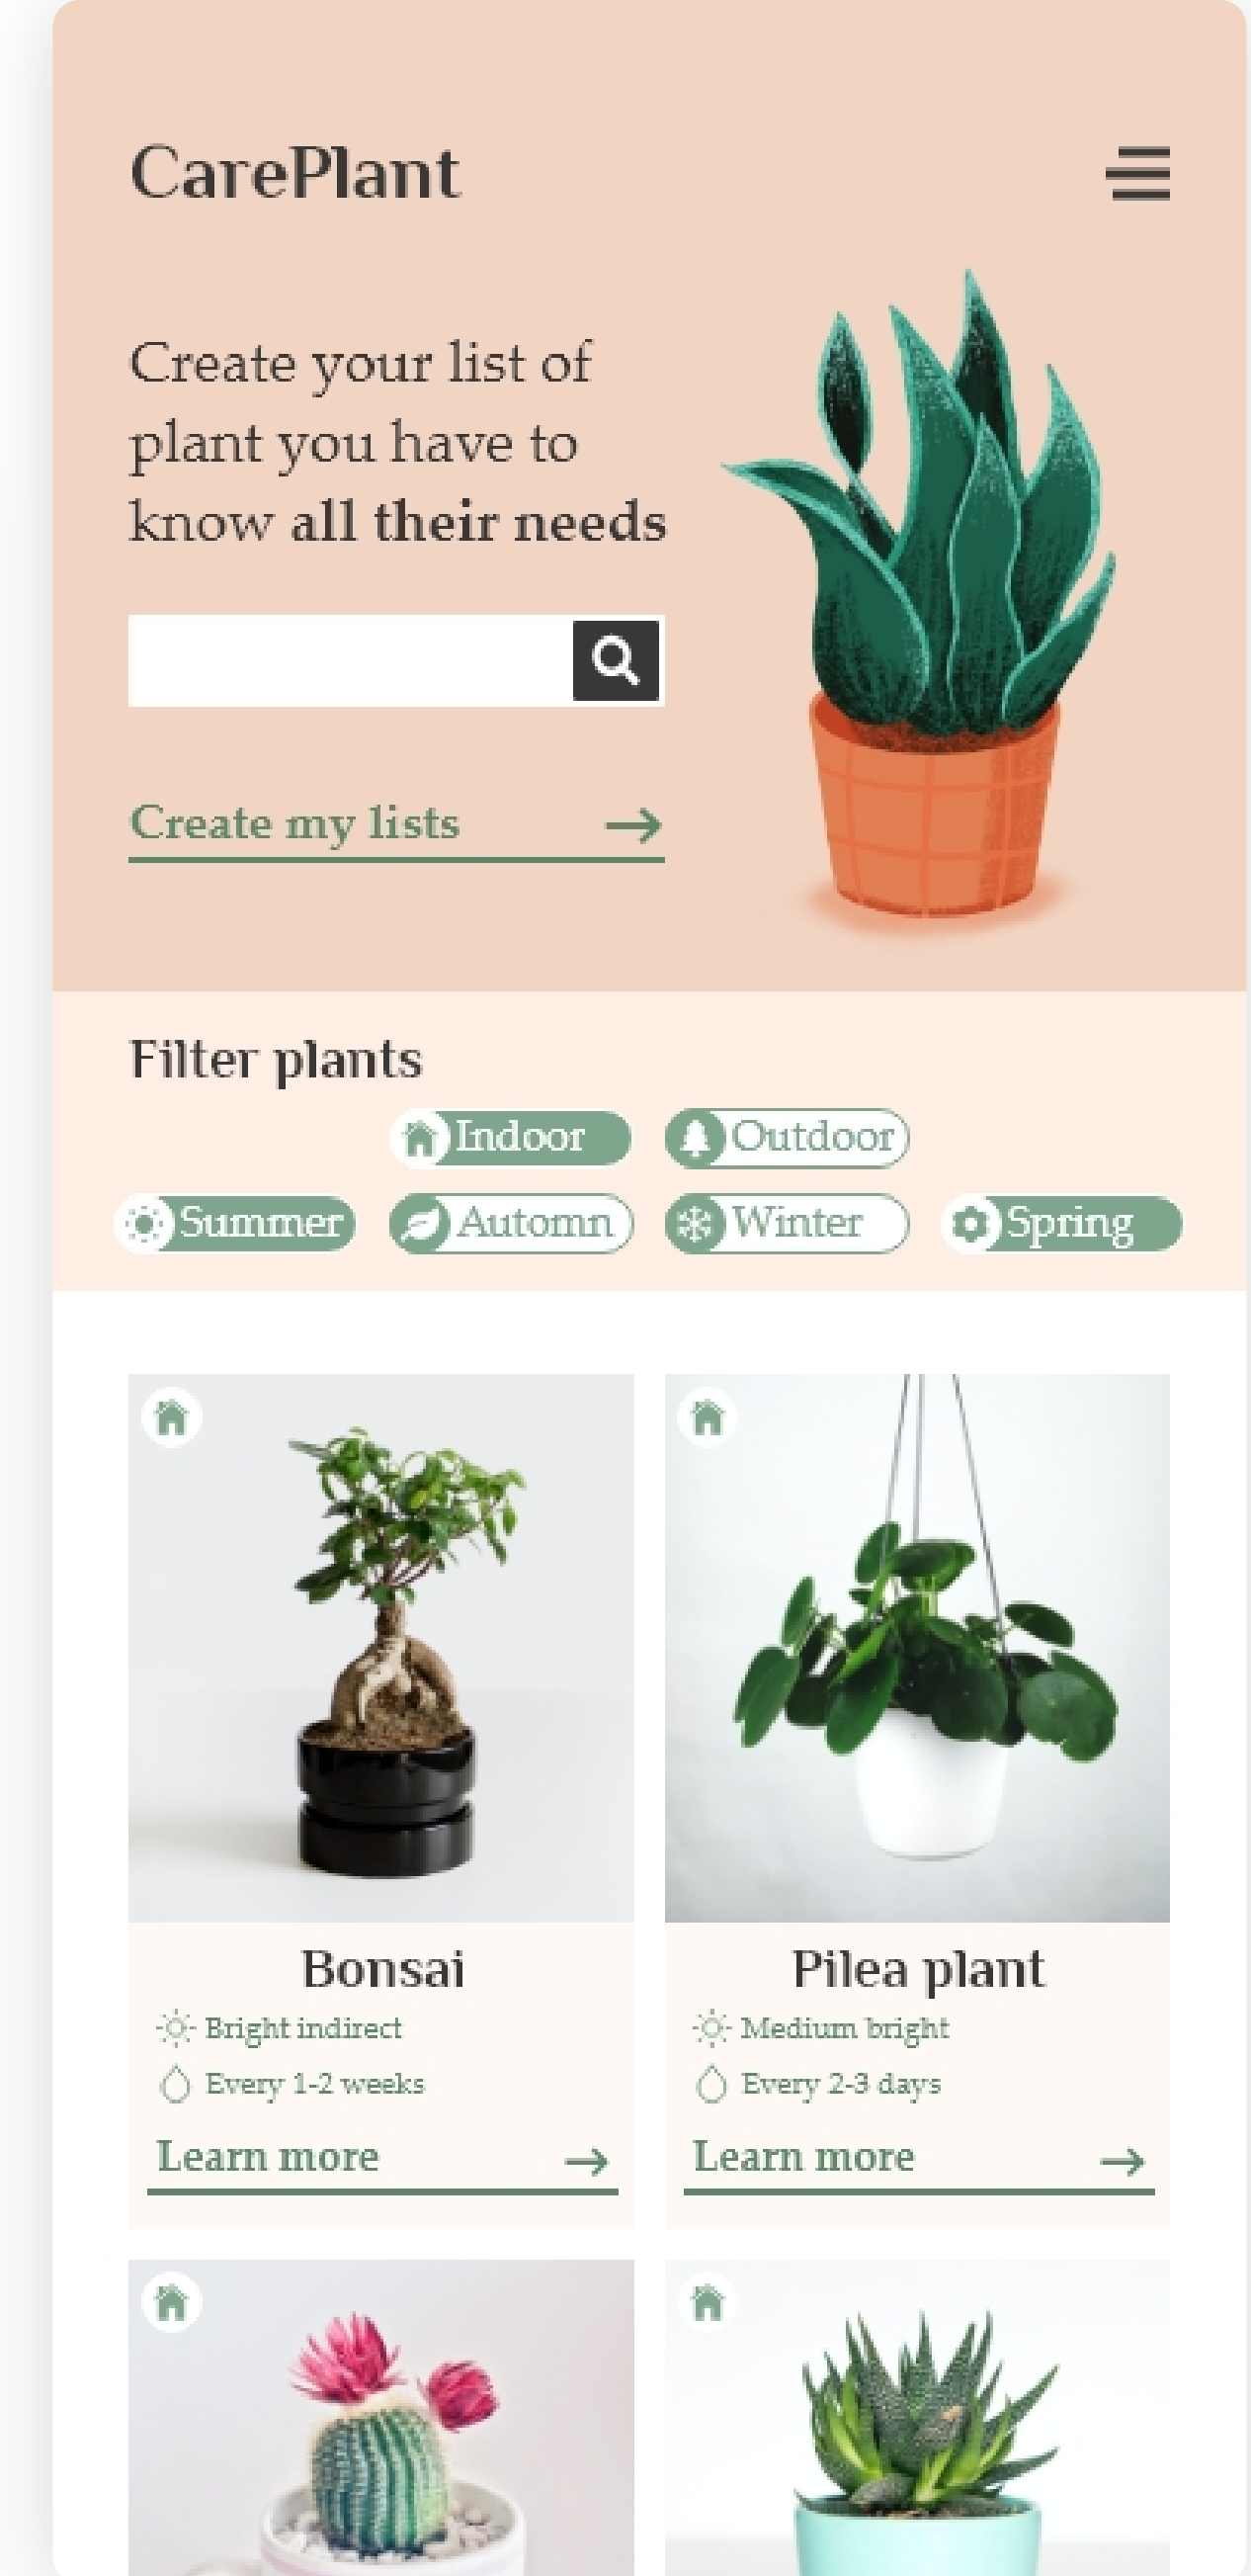 CarePlant
Create your list of
plant you have to
know all their needs
Create my lists
Filter plants
Indoor
Outdoor
Summer
Automn
Winter
Spring
Bonsai
Bright indirect
Every 1-2 weeks
Learn more
Pilea plant
Medium bright
Every 2-3 days
Learn more